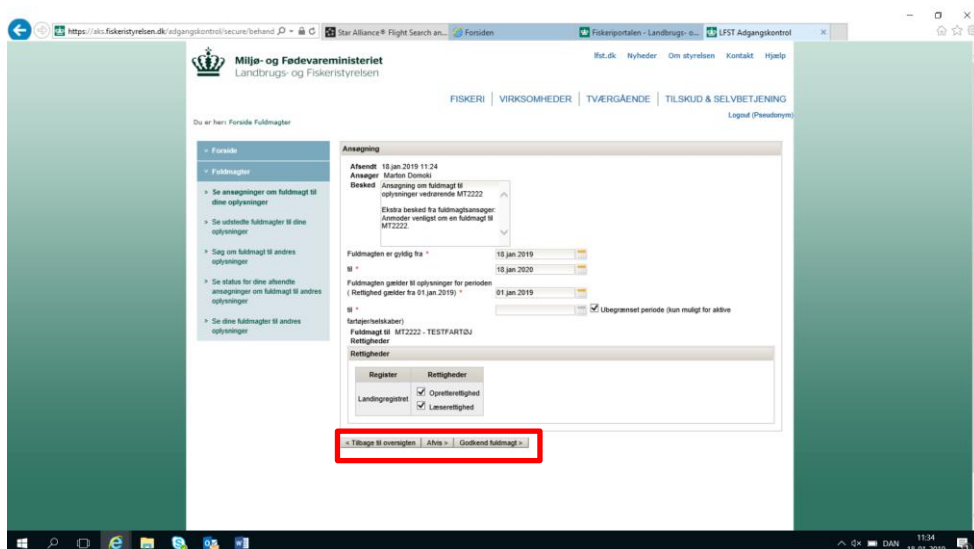 https://aks.fiskeristyrelsen.dk/adgangskontrol/secure/behand
Star Alliance® Flight Search an...
Forsiden
Fiskeriportalen - Landbrugs- o...
LFST Adgangskontrol
Miljø- og Fødevareministeriet
Landbrugs- og Fiskeristyrelsen
lfst.dk Nyheder Om styrelsen Kontakt Hjælp
FISKERI VIRKSOMHEDER TVÆRGÅENDE TILSKUD & SELVBETJENING
Logout (Pseudonym)
Du er her: Forside Fuldmagter
Forside
Fuldmagter
Se ansøgninger om fuldmagt til
dine oplysninger
Se udstedte fuldmagter til dine
oplysninger
Søg om fuldmagt til andres
oplysninger
Se status for dine afsendte
ansøgninger om fuldmagt til andres
oplysninger
Se dine fuldmagter til andres
oplysninger
Ansøgning
Afsendt 18.jan.2019 11:24
Ansøger Marton Domoki
Besked Ansøgning om fuldmagt til
oplysninger vedrørende MT2222
Ekstra besked fra fuldmagtsansøger:
Anmoder venligst om en fuldmagt til
MT2222.
Fuldmagten er gyldig fra * 18.jan.2019
til * 18.jan.2020
Fuldmagten gælder til oplysninger for perioden
( Rettighed gælder fra 01.jan.2019) * 01.jan.2019
til * Ubegrænset periode (kun muligt for aktive
fartøjer/selskaber)
Fuldmagt til MT2222 - TESTFARTØJ
Rettigheder
Rettigheder
Register Rettigheder
Landingregistret
Opretterettighed
Læserettighed
< Tilbage til oversigten Afvis > Godkend fuldmagt >
DAN
11:34
18-01-2019